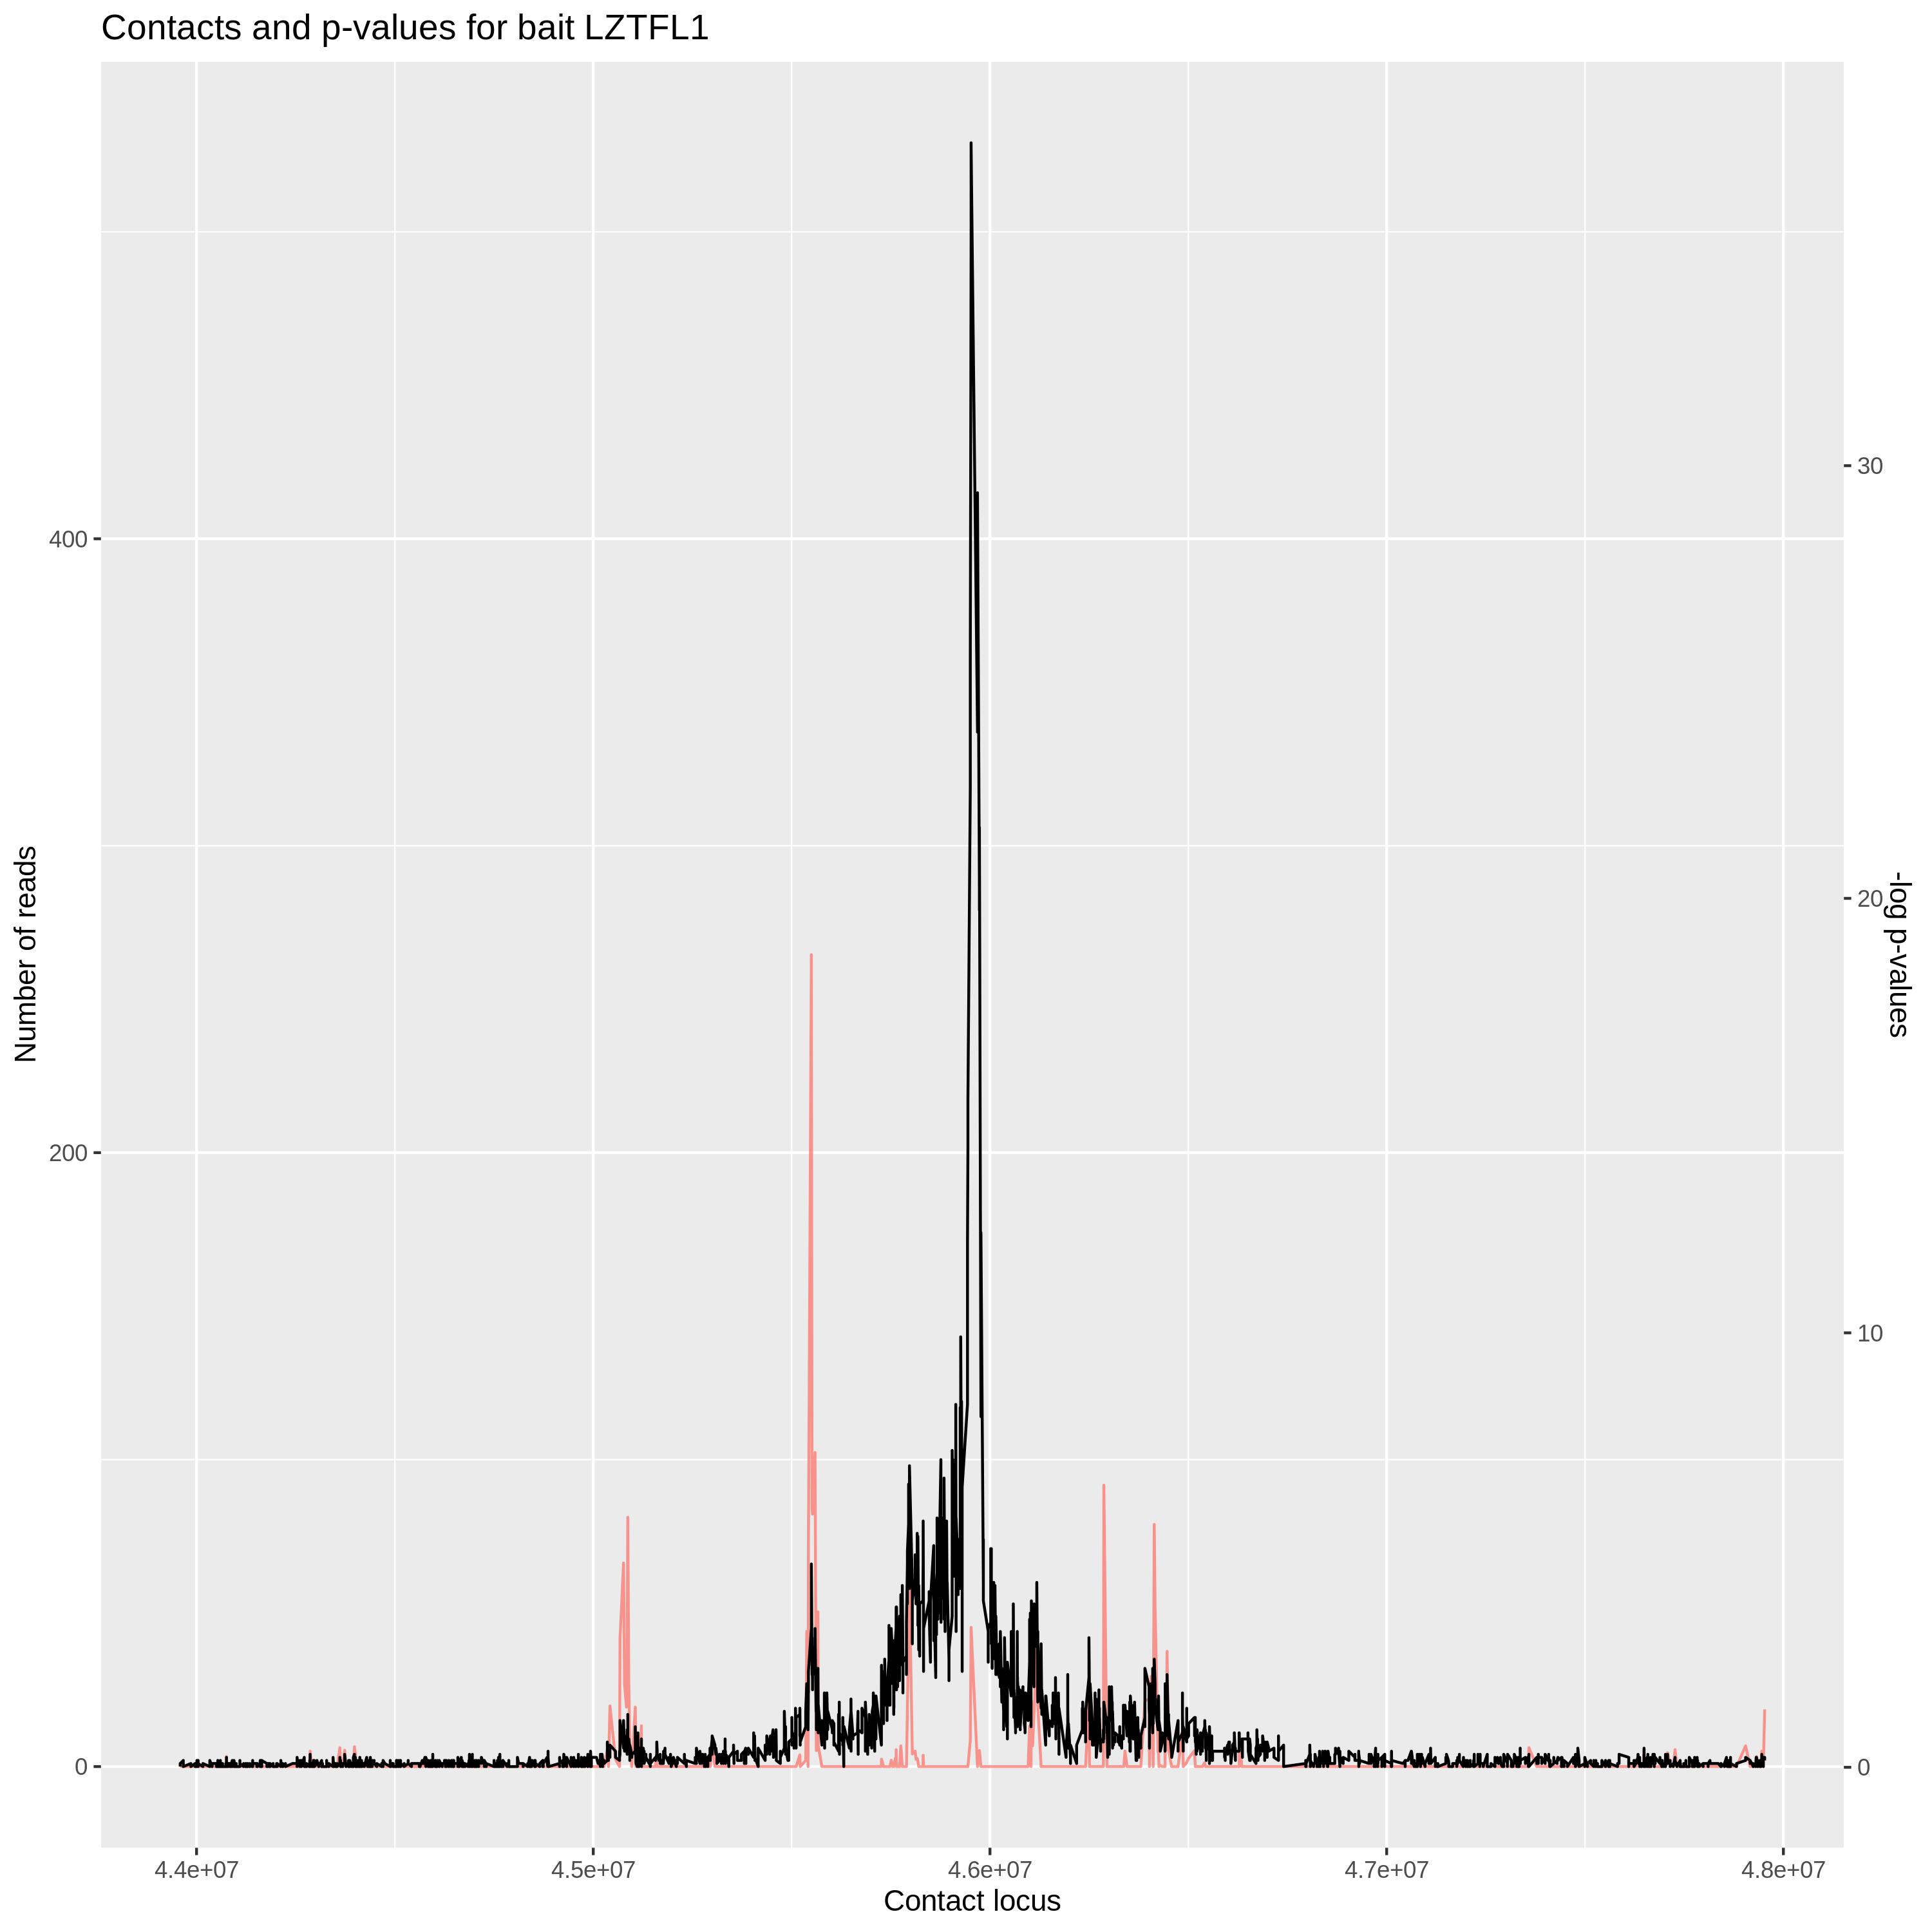 Contacts and p-values for bait LZTFL1
Number of reads
400
200
0
30
20
10
0
-log p-values
4.4e+07 4.5e+07 4.6e+07 4.7e+07 4.8e+07
Contact locus